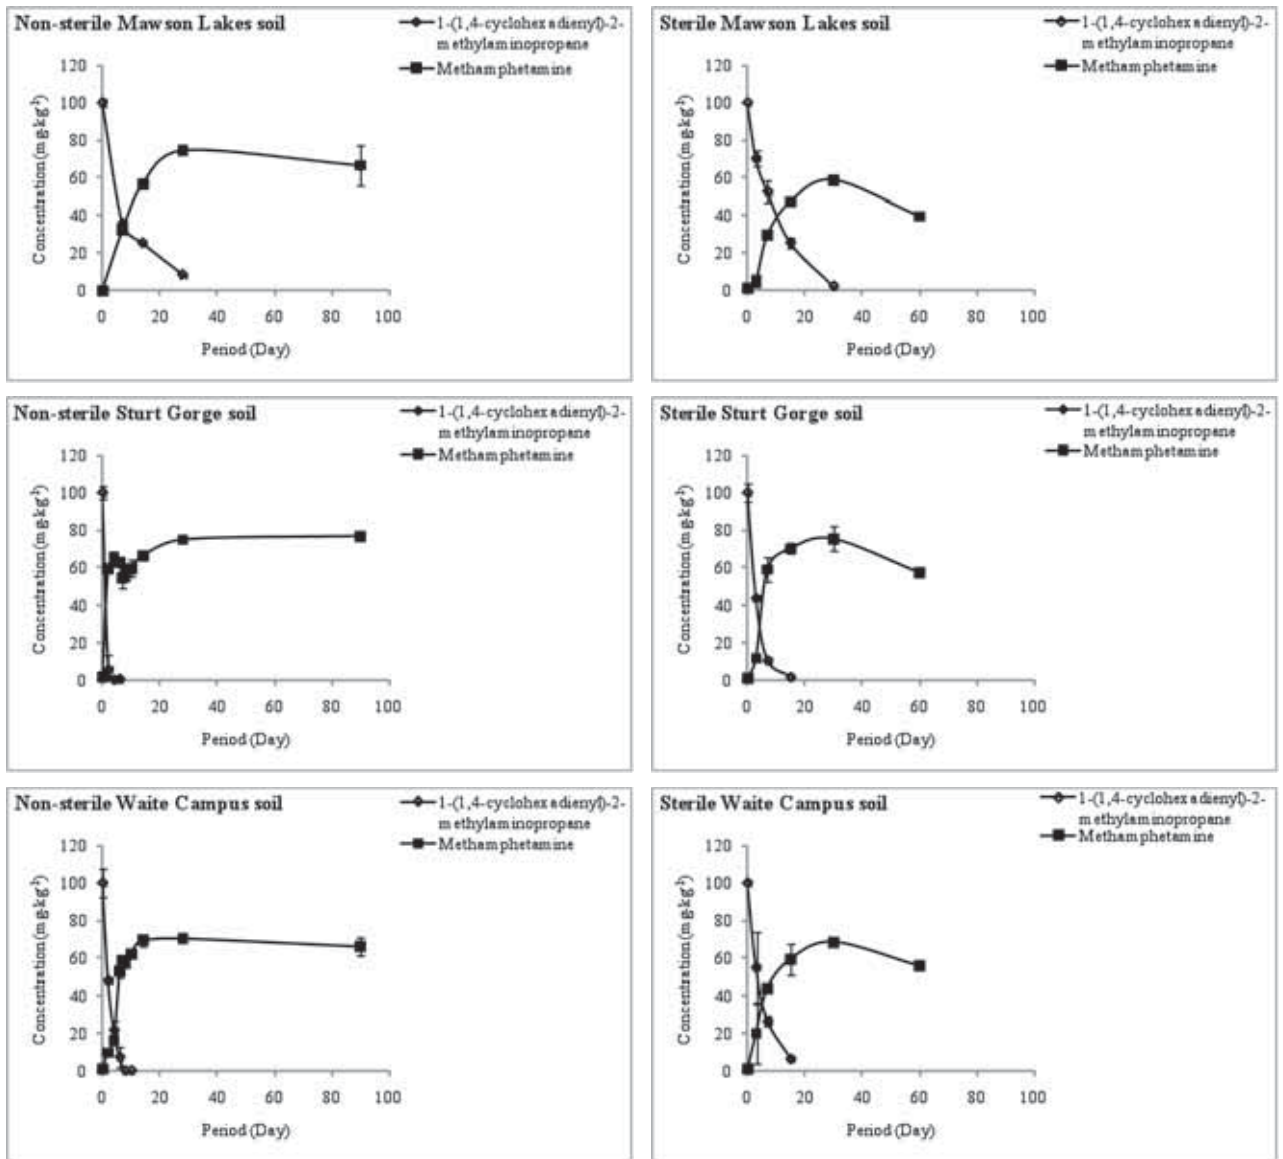 Non-sterile Mawson Lakes soil
1-(1,4-cyclohexadienyl)-2-
methylaminopropane
Methamphetamine
120
100
80
60
40
20
0
0 20 40 60 80 100
Concentration (mg.kg-1)
Period (Day)
Sterile Mawson Lakes soil
1-(1,4-cyclohexadienyl)-2-
methylaminopropane
Methamphetamine
120
100
80
60
40
20
0
0 20 40 60 80 100
Concentration (mg.kg-1)
Period (Day)
Non-sterile Sturt Gorge soil
1-(1,4-cyclohexadienyl)-2-
methylaminopropane
Methamphetamine
120
100
80
60
40
20
0
0 20 40 60 80 100
Concentration (mg.kg-1)
Period (Day)
Sterile Sturt Gorge soil
1-(1,4-cyclohexadienyl)-2-
methylaminopropane
Methamphetamine
120
100
80
60
40
20
0
0 20 40 60 80 100
Concentration (mg.kg-1)
Period (Day)
Non-sterile Waite Campus soil
1-(1,4-cyclohexadienyl)-2-
methylaminopropane
Methamphetamine
120
100
80
60
40
20
0
0 20 40 60 80 100
Concentration (mg.kg-1)
Period (Day)
Sterile Waite Campus soil
1-(1,4-cyclohexadienyl)-2-
methylaminopropane
Methamphetamine
120
100
80
60
40
20
0
0 20 40 60 80 100
Concentration (mg.kg-1)
Period (Day)